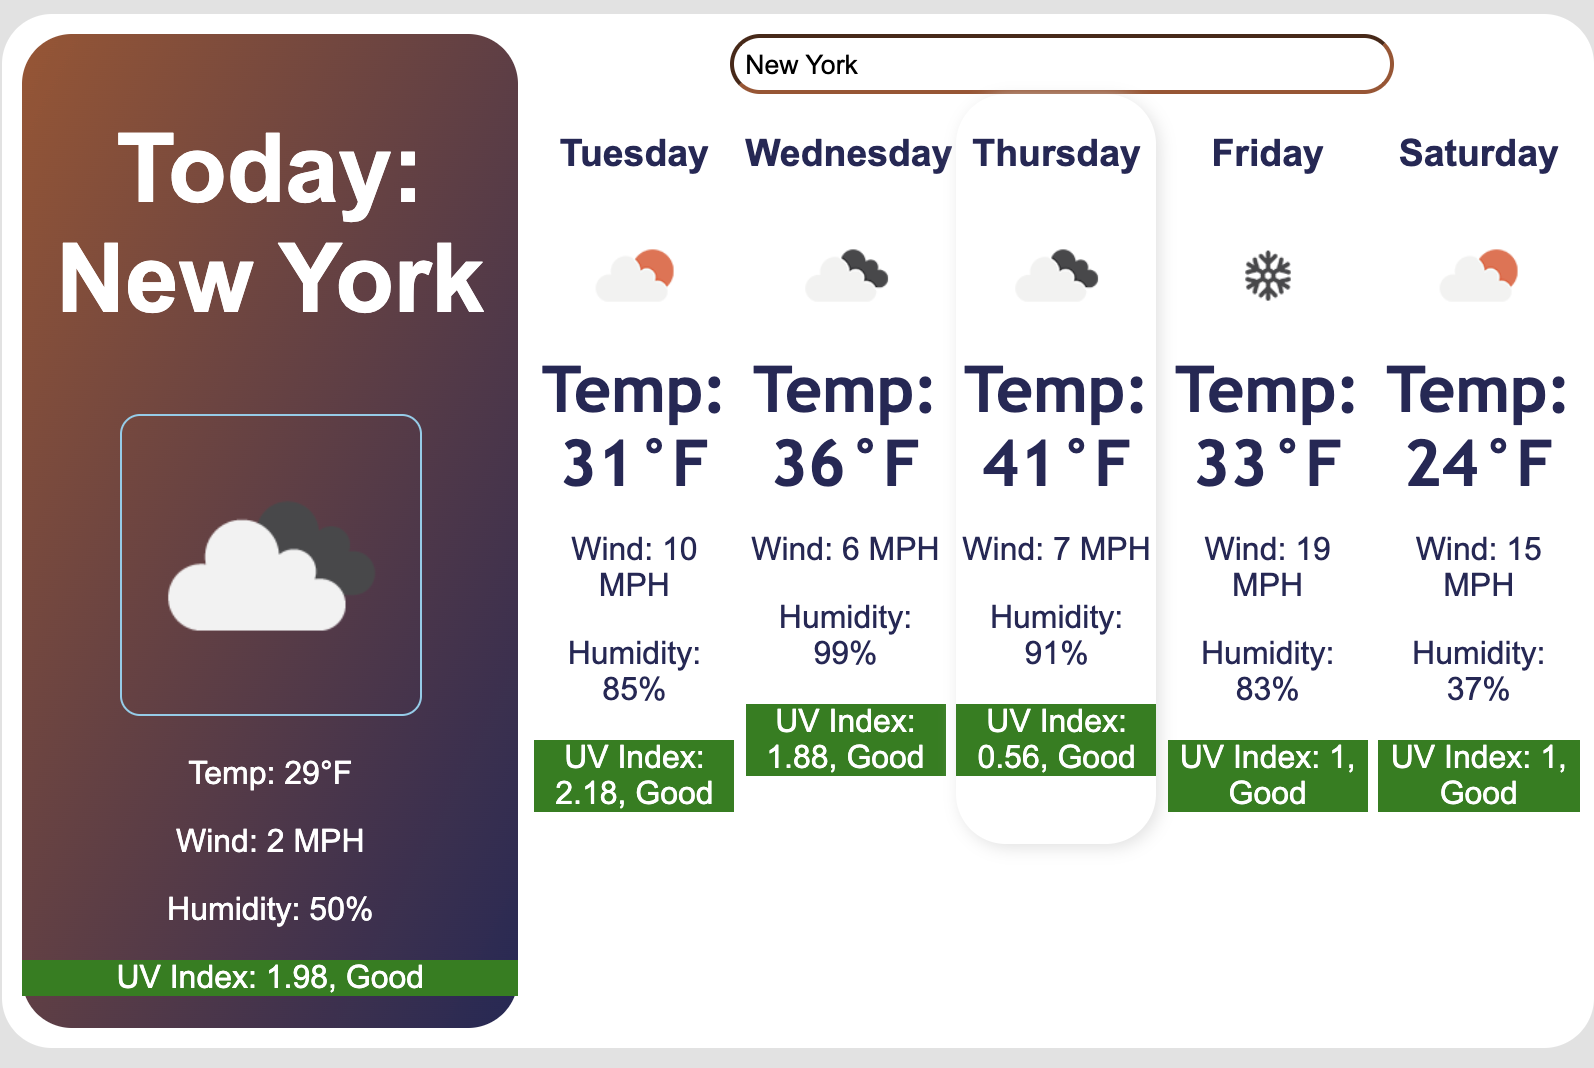 Today:
New York
Temp: 29°F
Wind: 2 MPH
Humidity: 50%
UV Index: 1.98, Good
New York
Tuesday
Temp:
31°F
Wind: 10
MPH
Humidity:
85%
UV Index:
2.18, Good
Wednesday
Temp:
36°F
Wind: 6 MPH
Humidity:
99%
UV Index:
1.88, Good
Thursday
Temp:
41°F
Wind: 7 MPH
Humidity:
91%
UV Index:
0.56, Good
Friday
Temp:
33°F
Wind: 19
MPH
Humidity:
83%
UV Index: 1,
Good
Saturday
Temp:
24°F
Wind: 15
MPH
Humidity:
37%
UV Index: 1,
Good